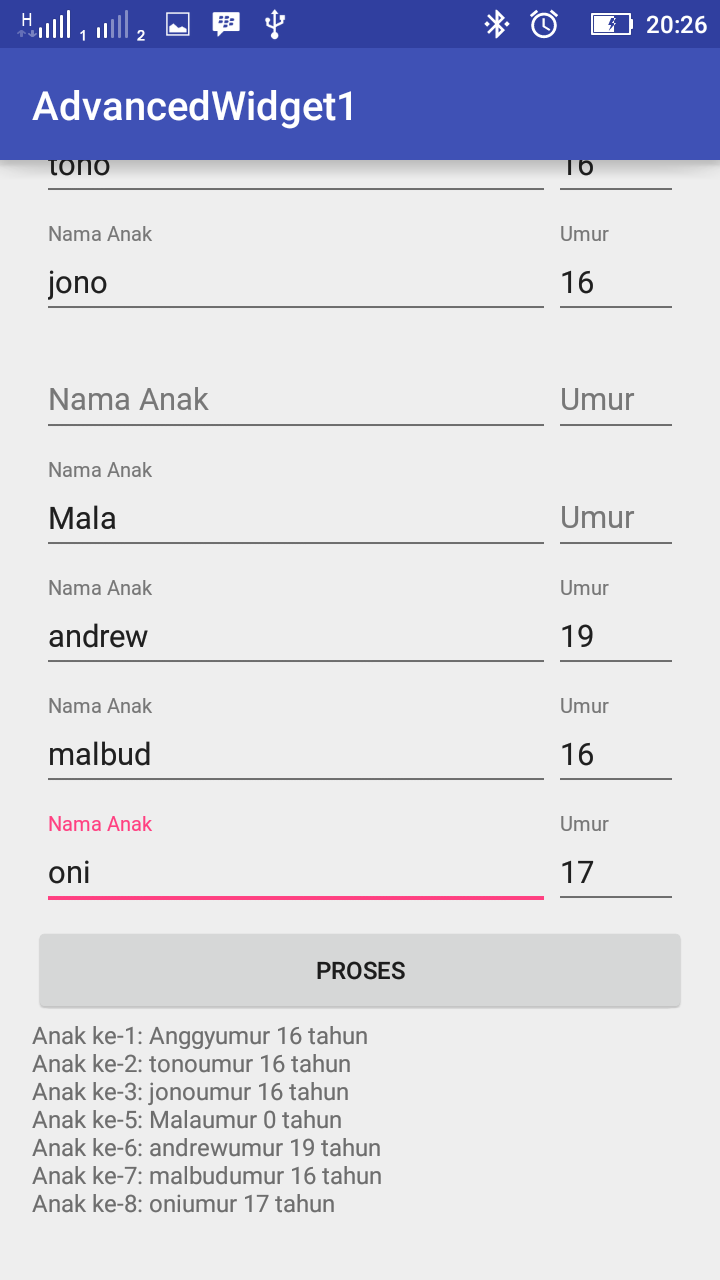 H 1 2 20:26
AdvancedWidget1
tono 16
Nama Anak Umur
jono 16
Nama Anak Umur
Nama Anak
Mala Umur
Nama Anak Umur
andrew 19
Nama Anak Umur
malbud 16
Nama Anak Umur
oni 17
PROSES
Anak ke-1: Anggyumur 16 tahun
Anak ke-2: tonoumur 16 tahun
Anak ke-3: jonoumur 16 tahun
Anak ke-5: Malaumur 0 tahun
Anak ke-6: andrewumur 19 tahun
Anak ke-7: malbudumur 16 tahun
Anak ke-8: oniumur 17 tahun